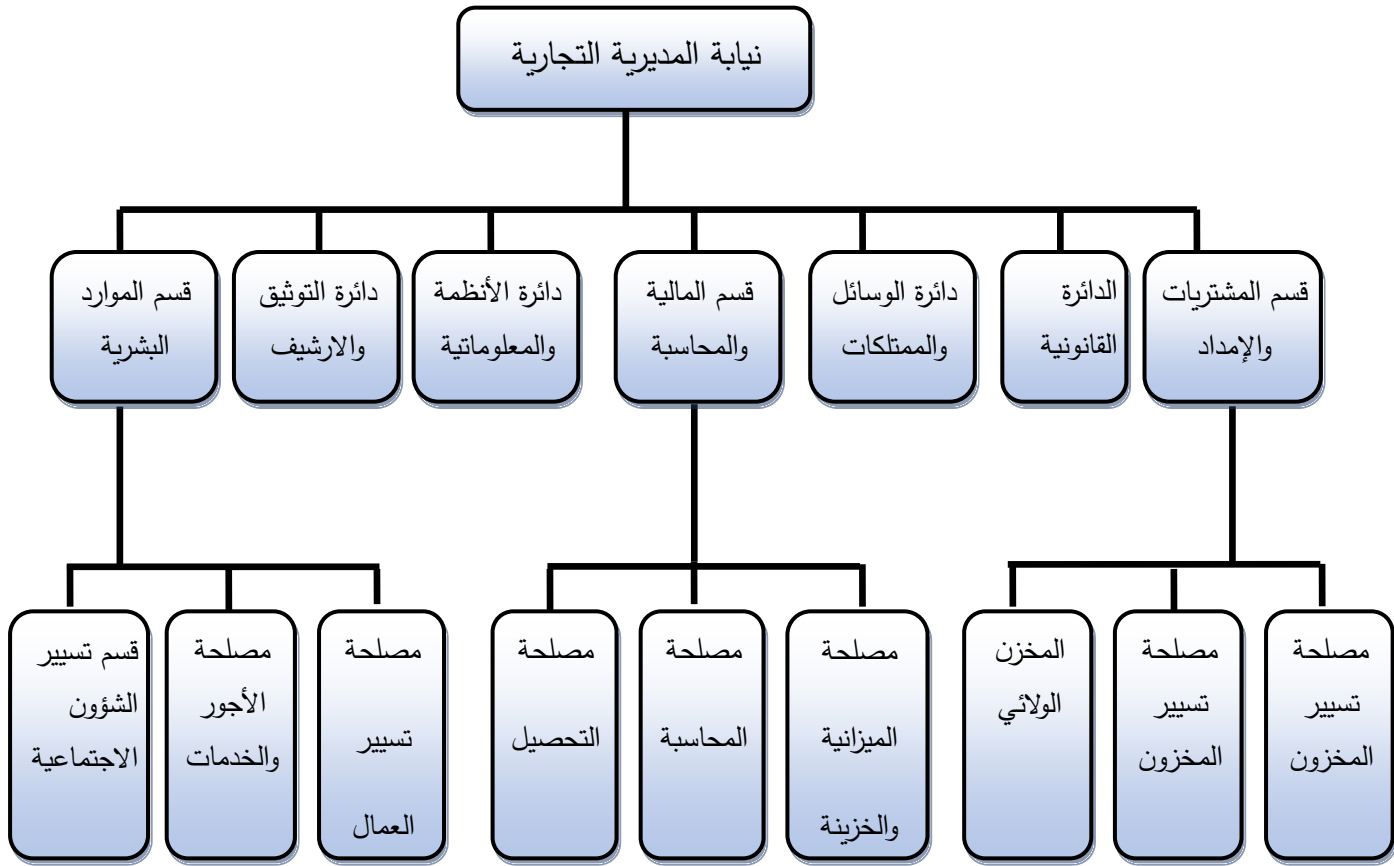 نيابة المديرية التجارية
قسم المشتريات
والإمداد
الدائرة
القانونية
دائرة الوسائل
والممتلكات
قسم المالية
والمحاسبة
دائرة الأنظمة
والمعلوماتية
دائرة التوثيق
والارشيف
قسم الموارد
البشرية
مصلحة
تسيير
المخزون
مصلحة
تسيير
المخزون
المخزن
الولائي
مصلحة
الميزانية
والخزينة
مصلحة
المحاسبة
مصلحة
التحصيل
مصلحة
تسيير
العمال
مصلحة
الأجور
والخدمات
قسم تسيير
الشؤون
الاجتماعية